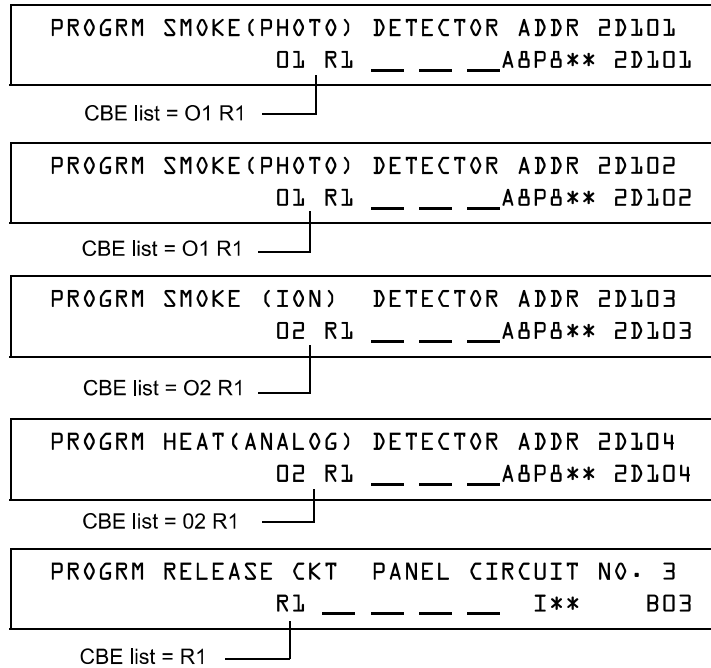 PROGRM SMOKE(PHOTO) DETECTOR ADDR 2D101
01 R1 __ __ __A8P8** 2D101
CBE list = O1 R1
PROGRM SMOKE(PHOTO) DETECTOR ADDR 2D102
01 R1 __ __ __A8P8** 2D102
CBE list = O1 R1
PROGRM SMOKE (ION)  DETECTOR ADDR 2D103
02 R1 __ __ __A8P8** 2D103
CBE list = O2 R1
PROGRM HEAT(ANALOG) DETECTOR ADDR 2D104
02 R1 __ __ __A8P8** 2D104
CBE list = 02 R1
PROGRM RELEASE CKT  PANEL CIRCUIT NO. 3
R1 __ __ __ __ I** B03
CBE list = R1